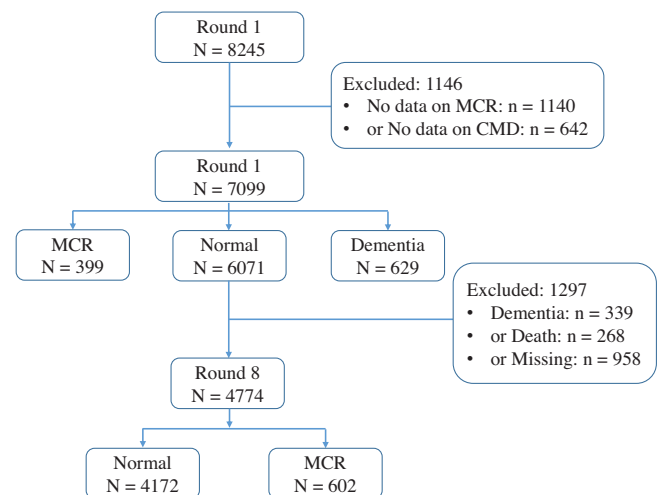 Round 1
N = 8245
Excluded: 1146
• No data on MCR: n = 1140
• or No data on CMD: n = 642
Round 1
N = 7099
MCR
N = 399
Normal
N = 6071
Dementia
N = 629
Excluded: 1297
• Dementia: n = 339
• or Death: n = 268
• or Missing: n = 958
Round 8
N = 4774
Normal
N = 4172
MCR
N = 602